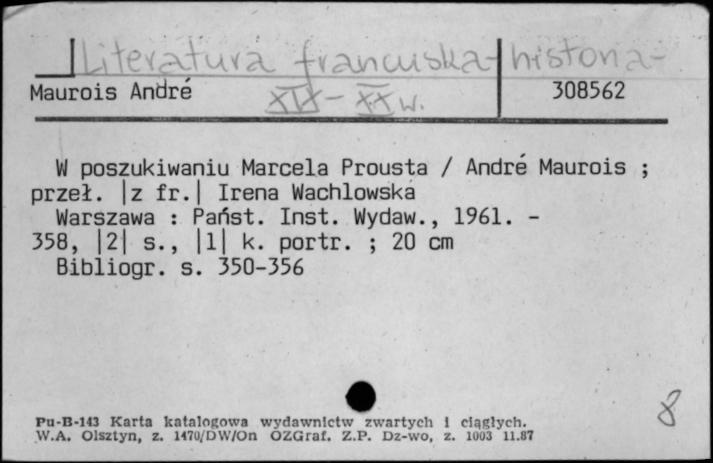 Literatura francuska - historia -
Maurois André XIX - XX w. 308562
W poszukiwaniu Marcela Prousta / André Maurois ;
przeł. |z fr.| Irena Wachlowska
Warszawa : Państ. Inst. Wydaw., 1961. -
358, |2| s., |1| k. portr. ; 20 cm
Bibliogr. s. 350-356
8
Pu-B-143 Karta katalogowa wydawnictw zwartych i ciągłych.
W.A. Olsztyn, z. 1470/DW/On OZGraf. Z.P. Dz-wo, z. 1003 11.87